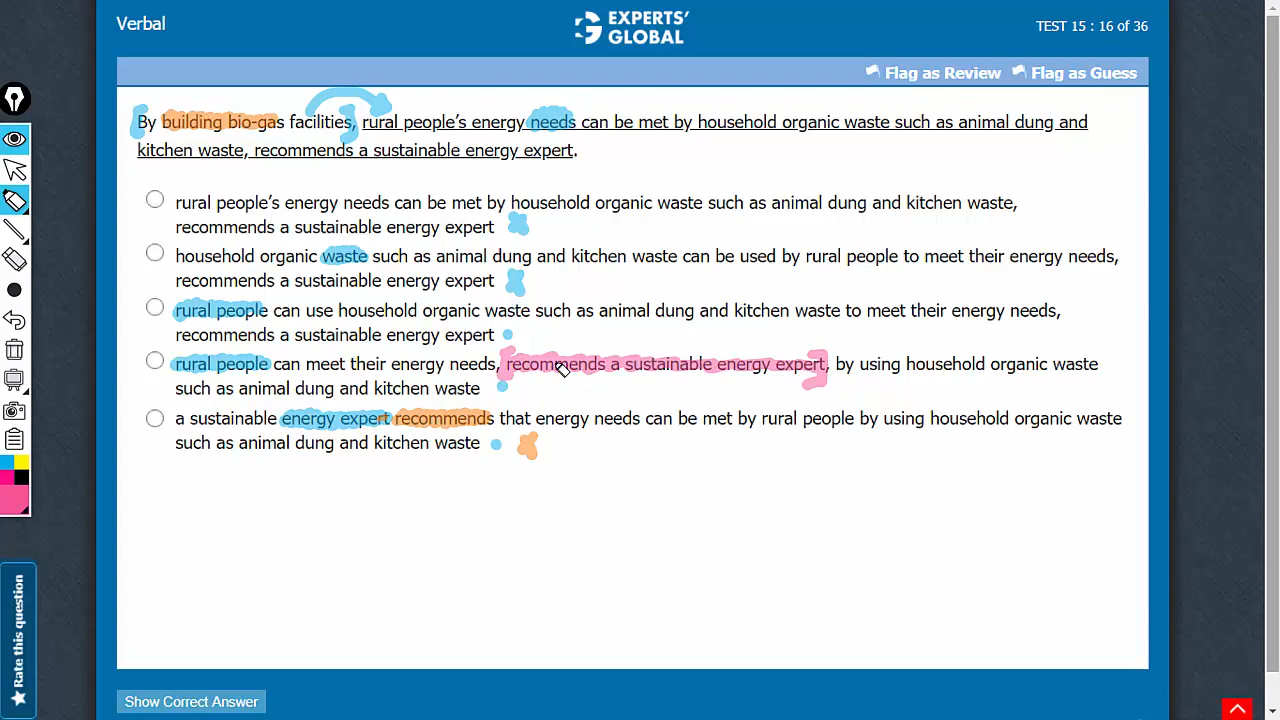 Verbal
EXPERTS'
GLOBAL
TEST 15 : 16 of 36
Flag as Review
Flag as Guess
By building bio-gas facilities, rural people's energy needs can be met by household organic waste such as animal dung and
kitchen waste, recommends a sustainable energy expert.
rural people's energy needs can be met by household organic waste such as animal dung and kitchen waste,
recommends a sustainable energy expert
household organic waste such as animal dung and kitchen waste can be used by rural people to meet their energy needs,
recommends a sustainable energy expert
rural people can use household organic waste such as animal dung and kitchen waste to meet their energy needs,
recommends a sustainable energy expert
rural people can meet their energy needs, recommends a sustainable energy expert, by using household organic waste
such as animal dung and kitchen waste
a sustainable energy expert recommends that energy needs can be met by rural people by using household organic waste
such as animal dung and kitchen waste
Rate this question
Show Correct Answer